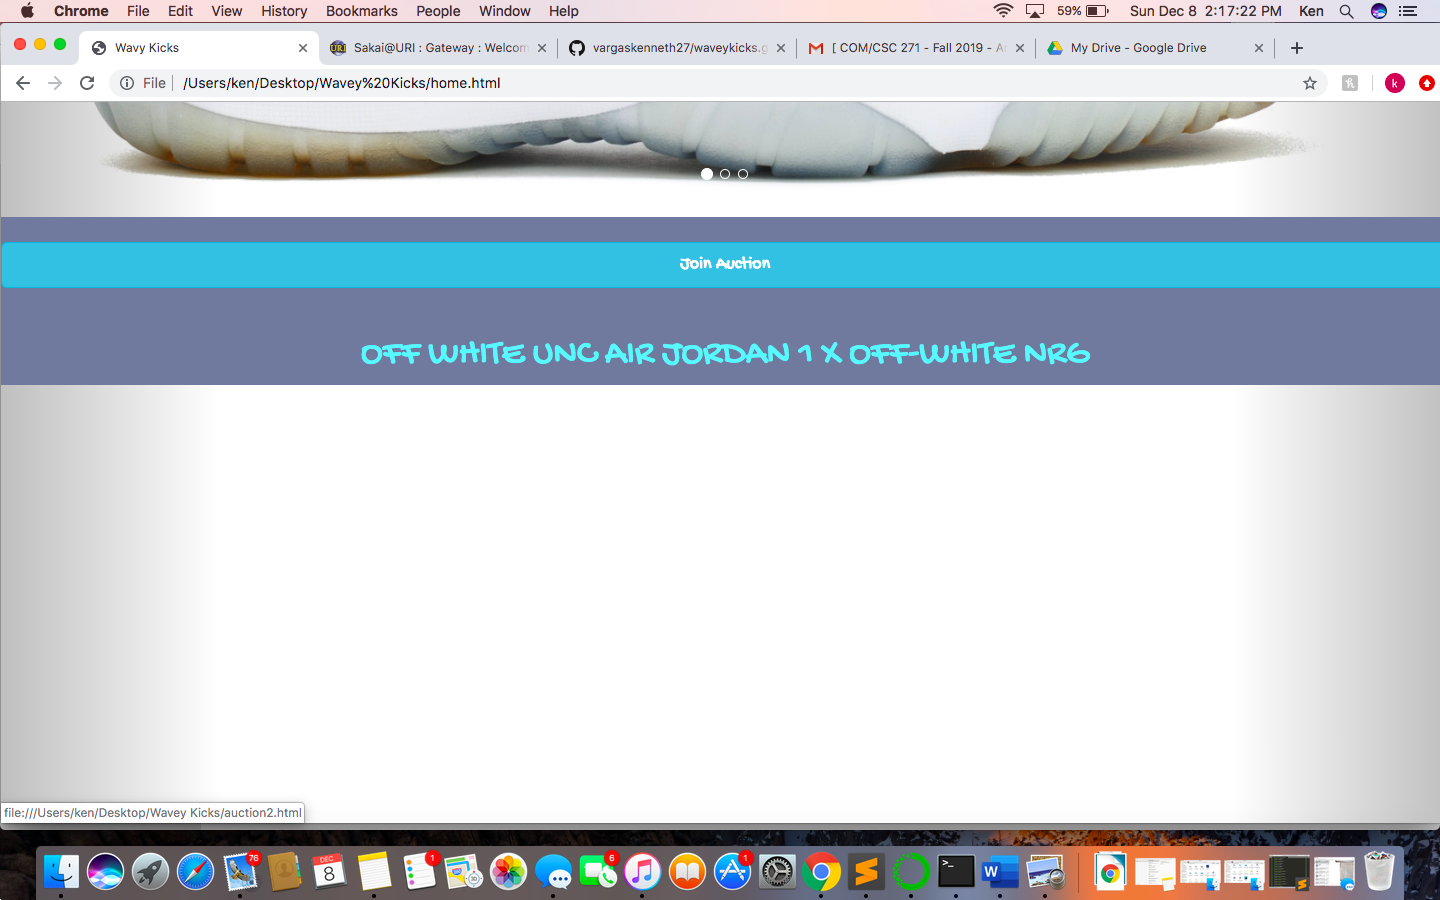 Chrome File Edit View History Bookmarks People Window Help 59% Sun Dec 8 2:17:22 PM Ken
Wavy Kicks Sakai@URI : Gateway : Welcom vargaskenneth27/waveykicks.g [ COM/CSC 271 - Fall 2019 - A My Drive - Google Drive
File /Users/ken/Desktop/Wavey%20Kicks/home.html k
Join Auction
OFF WHITE UNC AIR JORDAN 1 X OFF-WHITE NRG
file:///Users/ken/Desktop/Wavey Kicks/auction2.html
76 DEC 8 1 30 6 1 >_ W